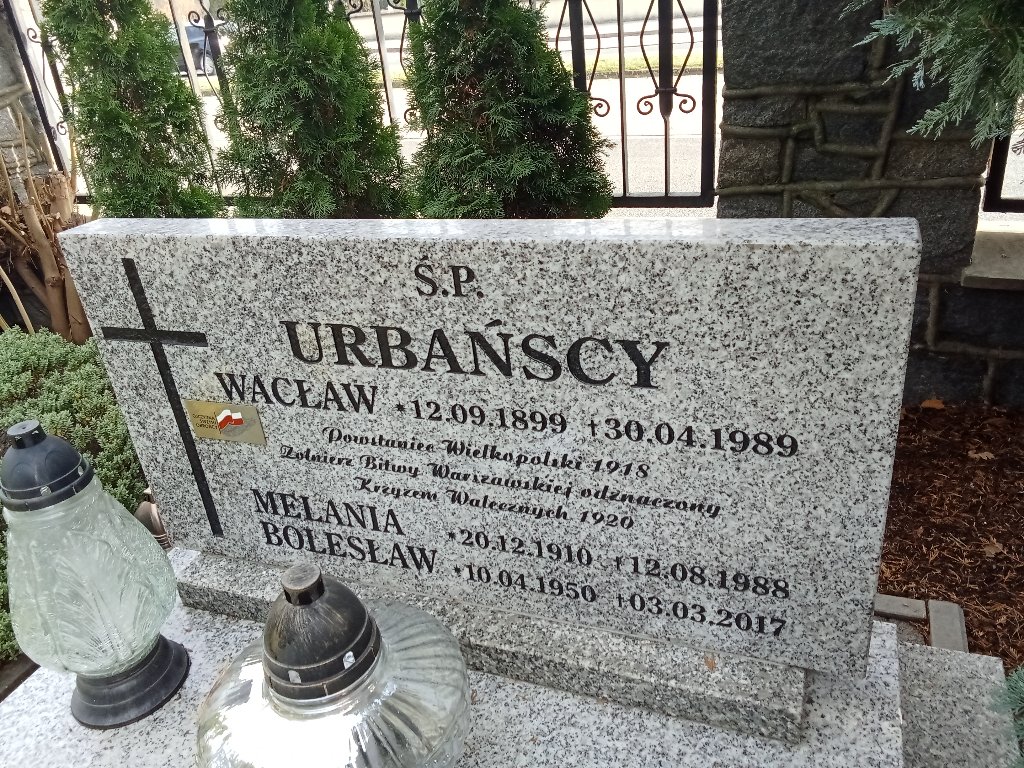 Ś.P.
URBAŃSCY
WACŁAW *12.09.1899 †30.04.1989
Powstaniec Wielkopolski 1918
Żołnierz Bitwy Warszawskiej odznaczony
Krzyżem Walecznych 1920
MELANIA *20.12.1910 †12.08.1988
BOLESŁAW *10.04.1950 †03.03.2017